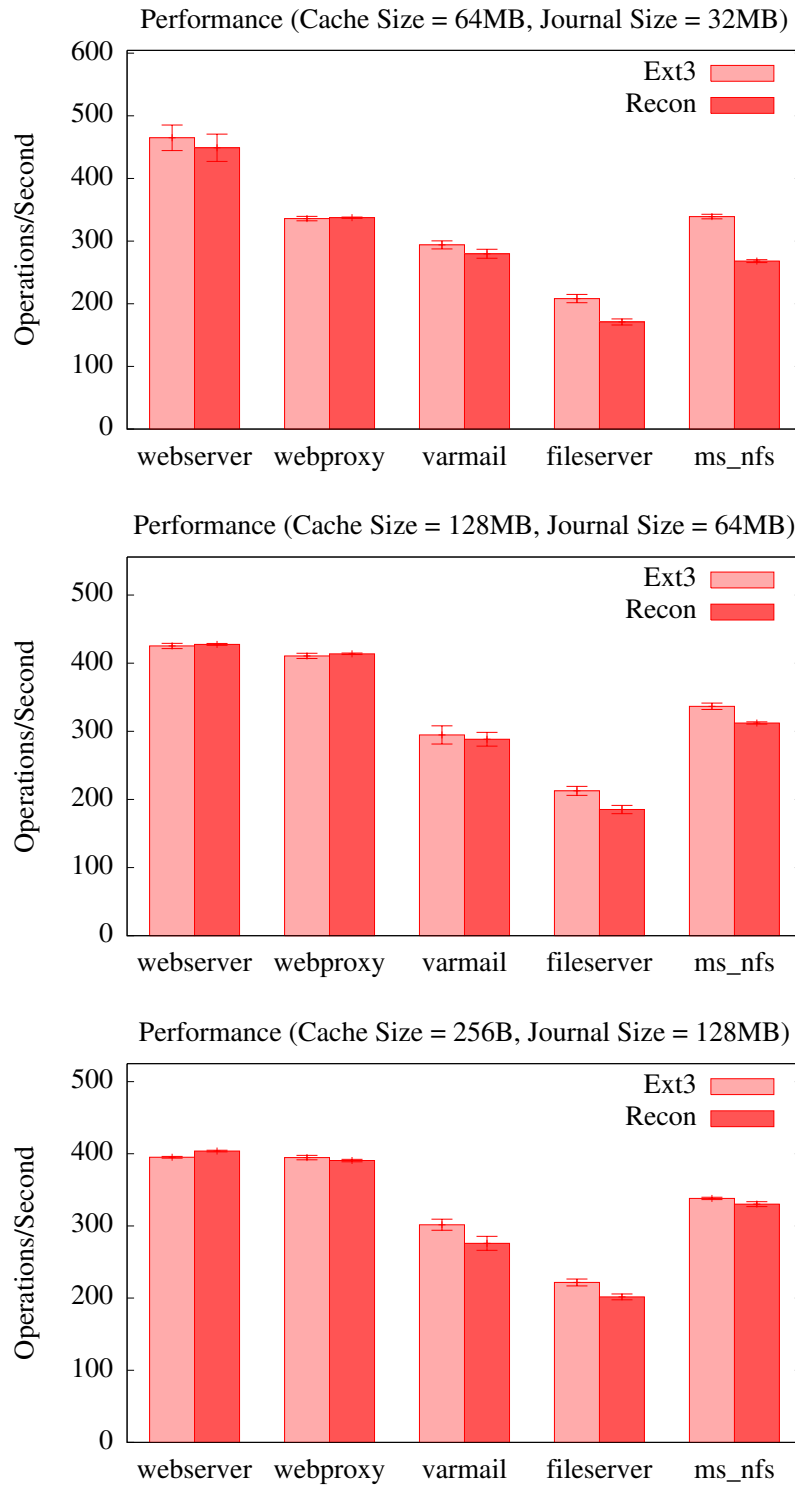 Performance (Cache Size = 64MB, Journal Size = 32MB)
600
500
400
300
200
100
0
Operations/Second
Ext3
Recon
webserver webproxy varmail fileserver ms_nfs
Performance (Cache Size = 128MB, Journal Size = 64MB)
500
400
300
200
100
0
Operations/Second
Ext3
Recon
webserver webproxy varmail fileserver ms_nfs
Performance (Cache Size = 256B, Journal Size = 128MB)
500
400
300
200
100
0
Operations/Second
Ext3
Recon
webserver webproxy varmail fileserver ms_nfs